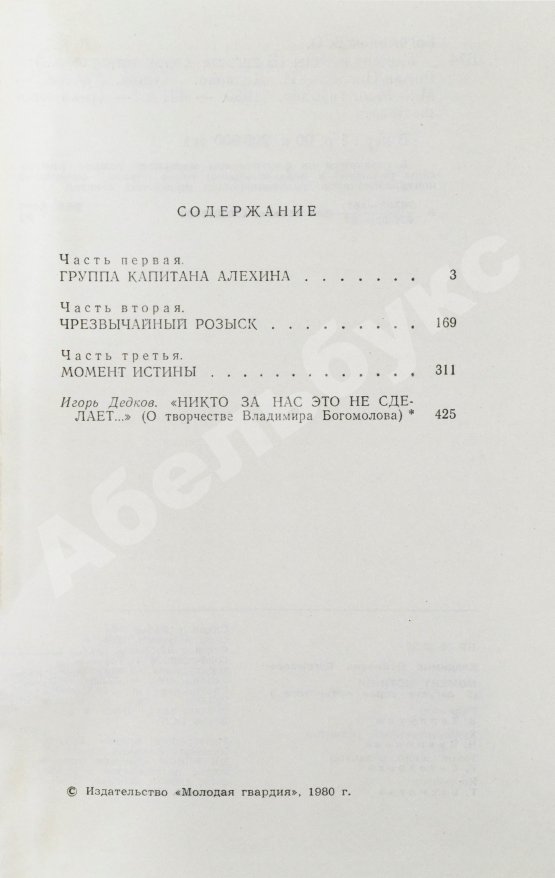 СОДЕРЖАНИЕ
Часть первая.
ГРУППА КАПИТАНА АЛЕХИНА . . . . . . . 3
Часть вторая.
ЧРЕЗВЫЧАЙНЫЙ РОЗЫСК . . . . . . . . . 169
Часть третья.
МОМЕНТ ИСТИНЫ . . . . . . . . . . . . . 311
Игорь Дедков. «НИКТО ЗА НАС ЭТО НЕ СДЕ-
ЛАЕТ...» (О творчестве Владимира Богомолова) * 425
Абельбукс
© Издательство «Молодая гвардия», 1980 г.